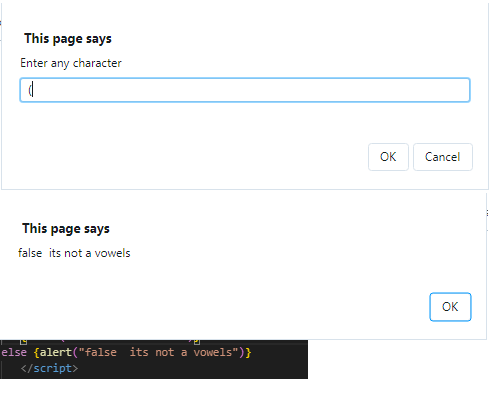 This page says
Enter any character
(
OK Cancel
This page says
false its not a vowels
OK
else {alert("false  its not a vowels")}
</script>